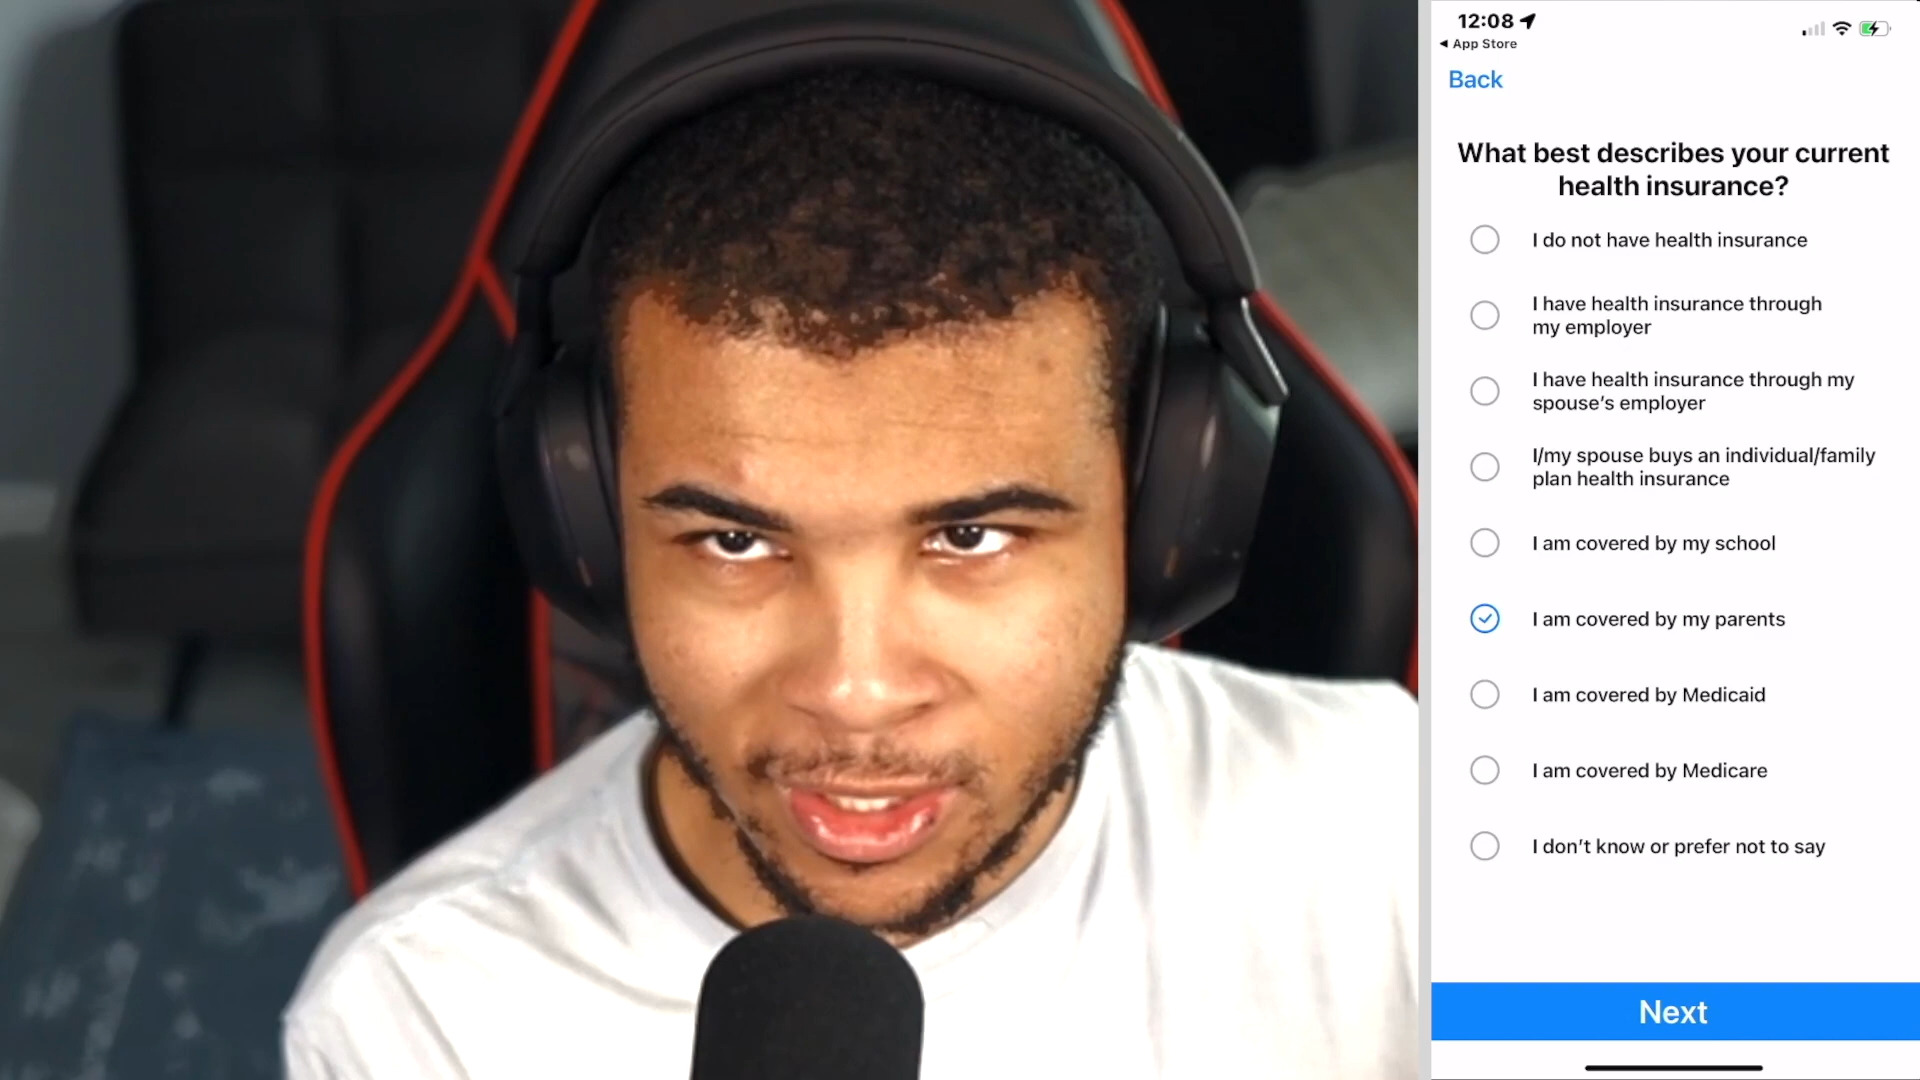 12:08
◀ App Store
Back
What best describes your current
health insurance?
I do not have health insurance
I have health insurance through
my employer
I have health insurance through my
spouse's employer
I/my spouse buys an individual/family
plan health insurance
I am covered by my school
I am covered by my parents
I am covered by Medicaid
I am covered by Medicare
I don't know or prefer not to say
Next